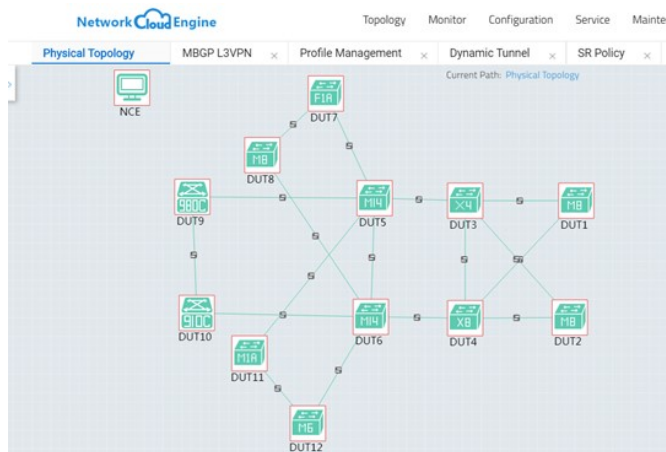 Network Cloud Engine
Topology Monitor Configuration Service Mainte
Physical Topology MBGP L3VPN × Profile Management × Dynamic Tunnel × SR Policy ×
Current Path: Physical Topology
NCE
F1A
DUT7
M8
DUT8
980C
DUT9
M14
DUT5
X4
DUT3
M8
DUT1
910C
DUT10
M14
DUT6
X8
DUT4
M8
DUT2
M1A
DUT11
M6
DUT12